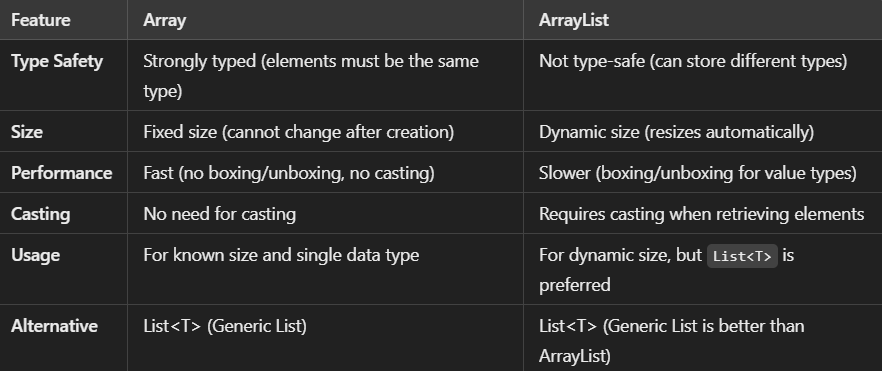 Feature Array ArrayList
Type Safety Strongly typed (elements must be the same type) Not type-safe (can store different types)
Size Fixed size (cannot change after creation) Dynamic size (resizes automatically)
Performance Fast (no boxing/unboxing, no casting) Slower (boxing/unboxing for value types)
Casting No need for casting Requires casting when retrieving elements
Usage For known size and single data type For dynamic size, but List<T> is preferred
Alternative List<T> (Generic List) List<T> (Generic List is better than ArrayList)